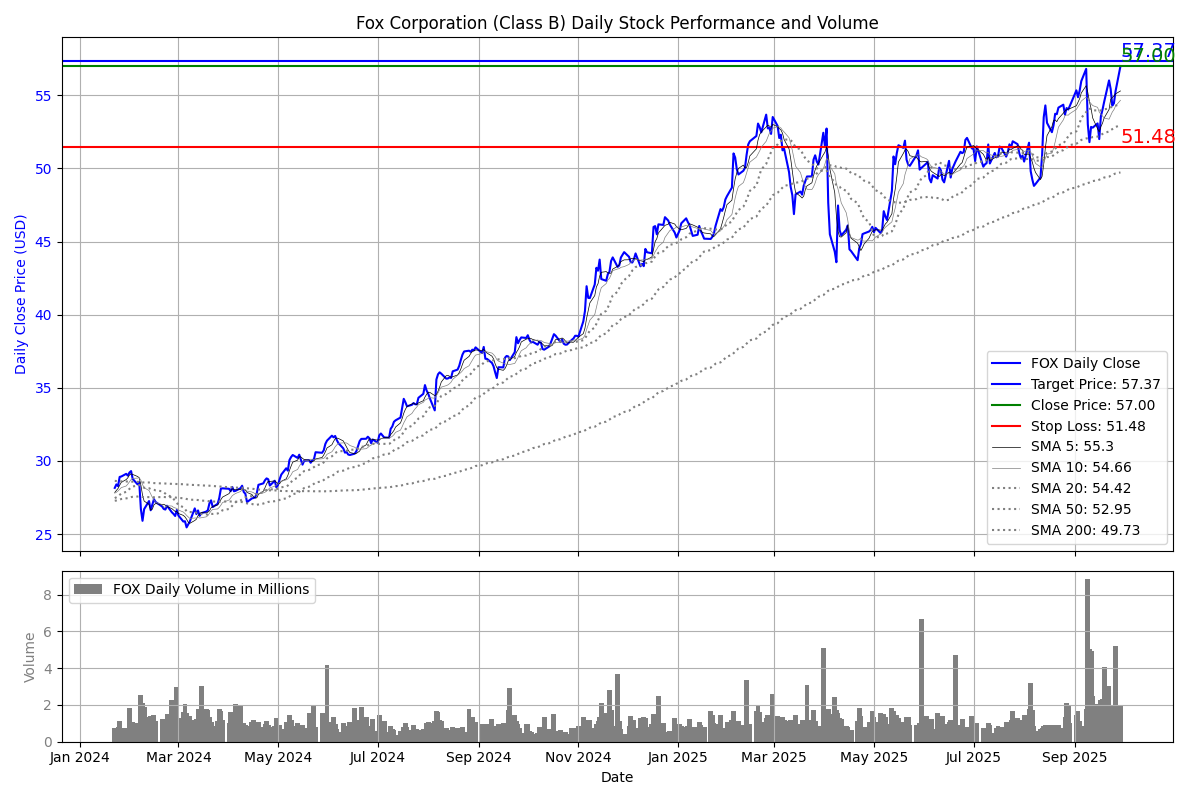 Fox Corporation (Class B) Daily Stock Performance and Volume
57.37
57.00
51.48
Daily Close Price (USD)
55
50
45
40
35
30
25
FOX Daily Close
Target Price: 57.37
Close Price: 57.00
Stop Loss: 51.48
SMA 5: 55.3
SMA 10: 54.66
SMA 20: 54.42
SMA 50: 52.95
SMA 200: 49.73
FOX Daily Volume in Millions
Volume
8
6
4
2
0
Jan 2024
Mar 2024
May 2024
Jul 2024
Sep 2024
Nov 2024
Jan 2025
Mar 2025
May 2025
Jul 2025
Sep 2025
Date